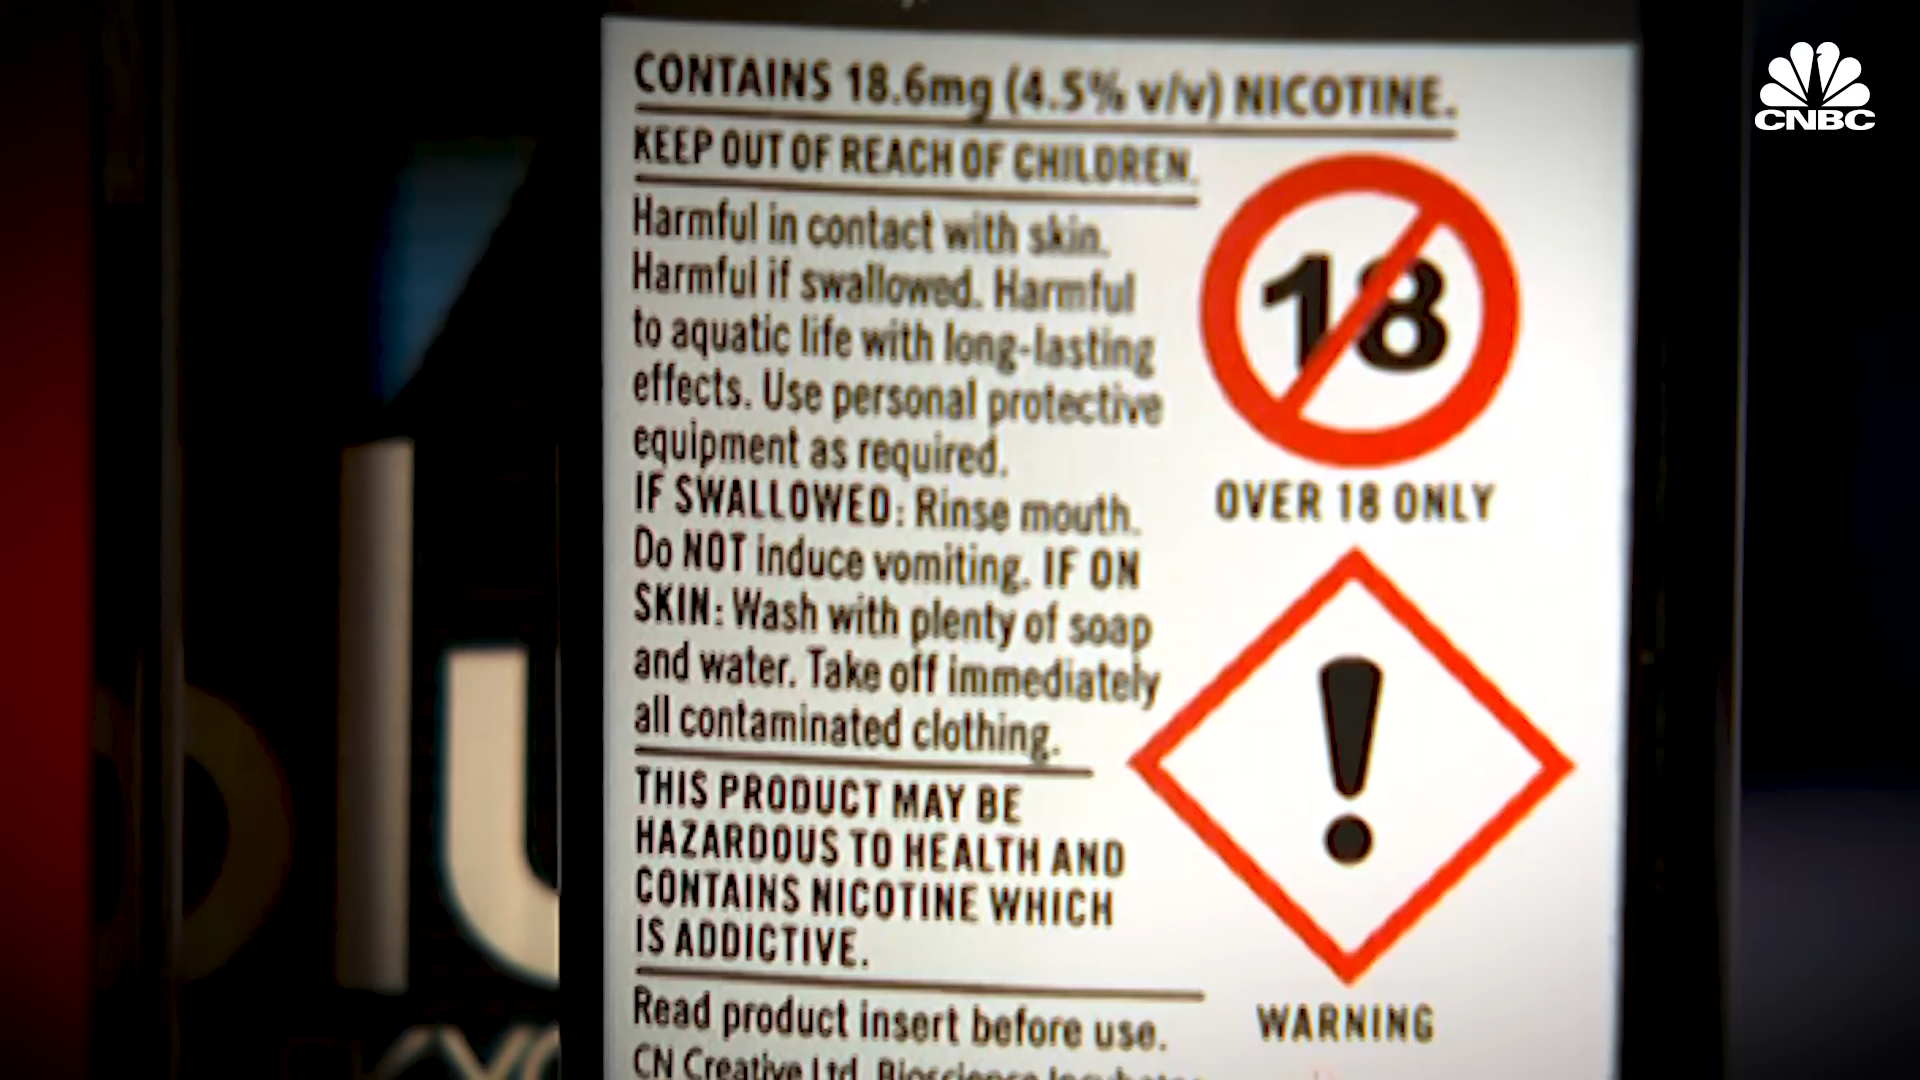 CONTAINS 18.6mg (4.5% v/v) NICOTINE.
KEEP OUT OF REACH OF CHILDREN.
Harmful in contact with skin.
Harmful if swallowed. Harmful
to aquatic life with long-lasting
effects. Use personal protective
equipment as required.
IF SWALLOWED: Rinse mouth.
Do NOT induce vomiting. IF ON
SKIN: Wash with plenty of soap
and water. Take off immediately
all contaminated clothing.
THIS PRODUCT MAY BE
HAZARDOUS TO HEALTH AND
CONTAINS NICOTINE WHICH
IS ADDICTIVE.
Read product insert before use.
CN Creative Ltd, Bioscience
18
OVER 18 ONLY
WARNING
CNBC